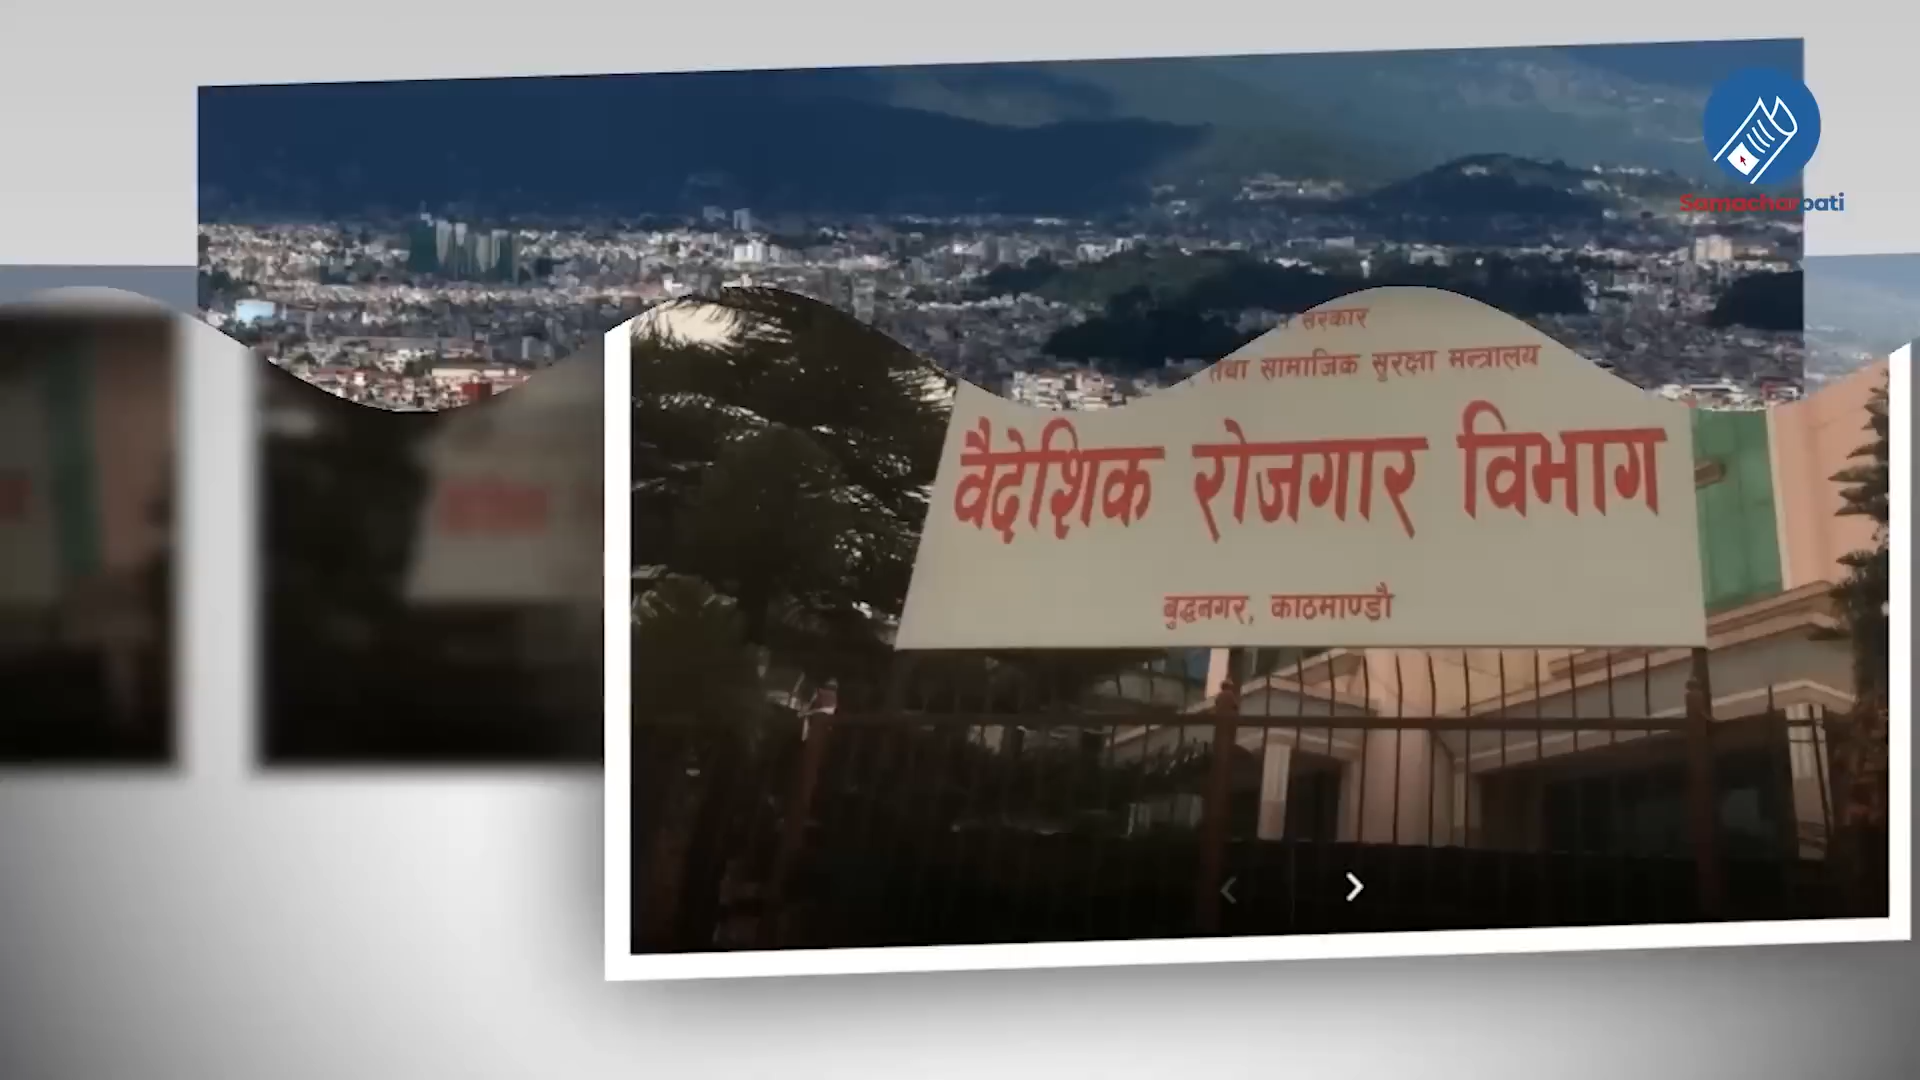 Samacharpati
सरकार
तथा सामाजिक सुरक्षा मन्त्रालय
वैदेशिक रोजगार विभाग
बुद्धनगर, काठमाण्डौ